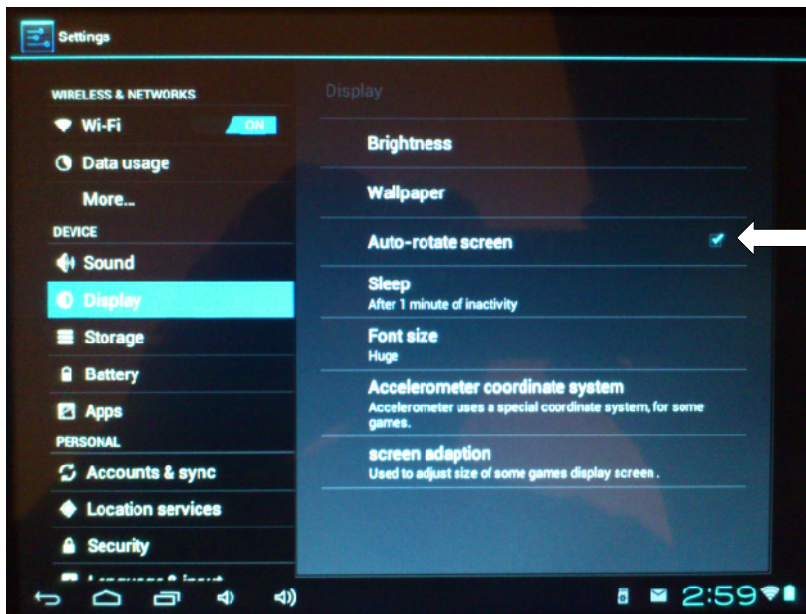 Settings
WIRELESS & NETWORKS
Wi-Fi ON
Data usage
More...
DEVICE
Sound
Display
Storage
Battery
Apps
PERSONAL
Accounts & sync
Location services
Security
Display
Brightness
Wallpaper
Auto-rotate screen
Sleep
After 1 minute of inactivity
Font size
Huge
Accelerometer coordinate system
Accelerometer uses a special coordinate system, for some
games.
screen adaption
Used to adjust size of some games display screen .
2:59